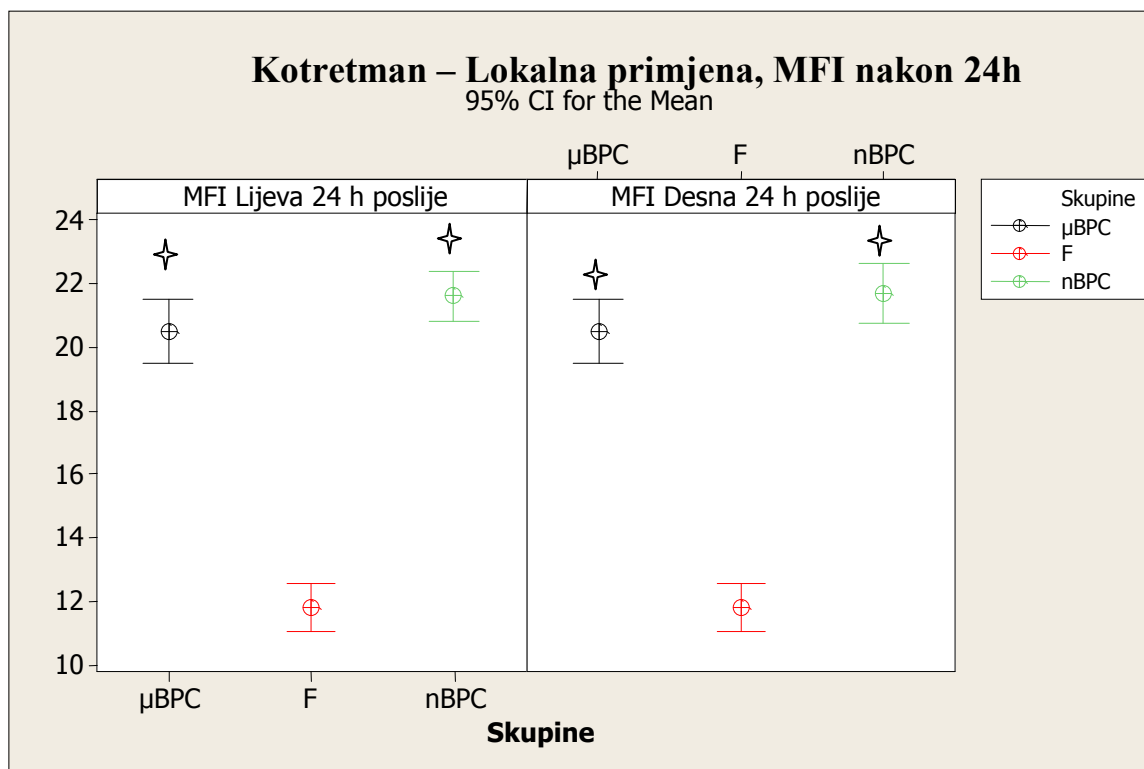 Kotretman – Lokalna primjena, MFI nakon 24h
95% CI for the Mean
µBPC F nBPC
MFI Lijeva 24 h poslije MFI Desna 24 h poslije
Skupine
µBPC
F
nBPC
24
22
20
18
16
14
12
10
µBPC F nBPC
Skupine